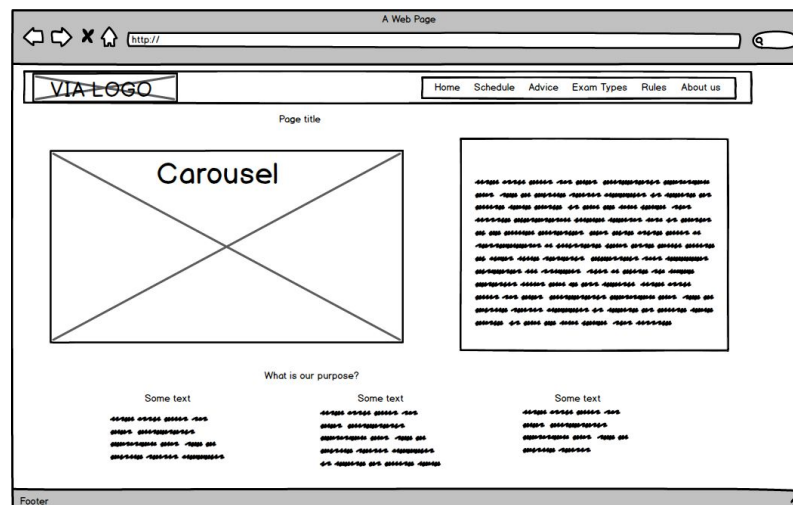 A Web Page
http://
VIA LOGO
Home Schedule Advice Exam Types Rules About us
Page title
Carousel
What is our purpose?
Some text Some text Some text
Footer